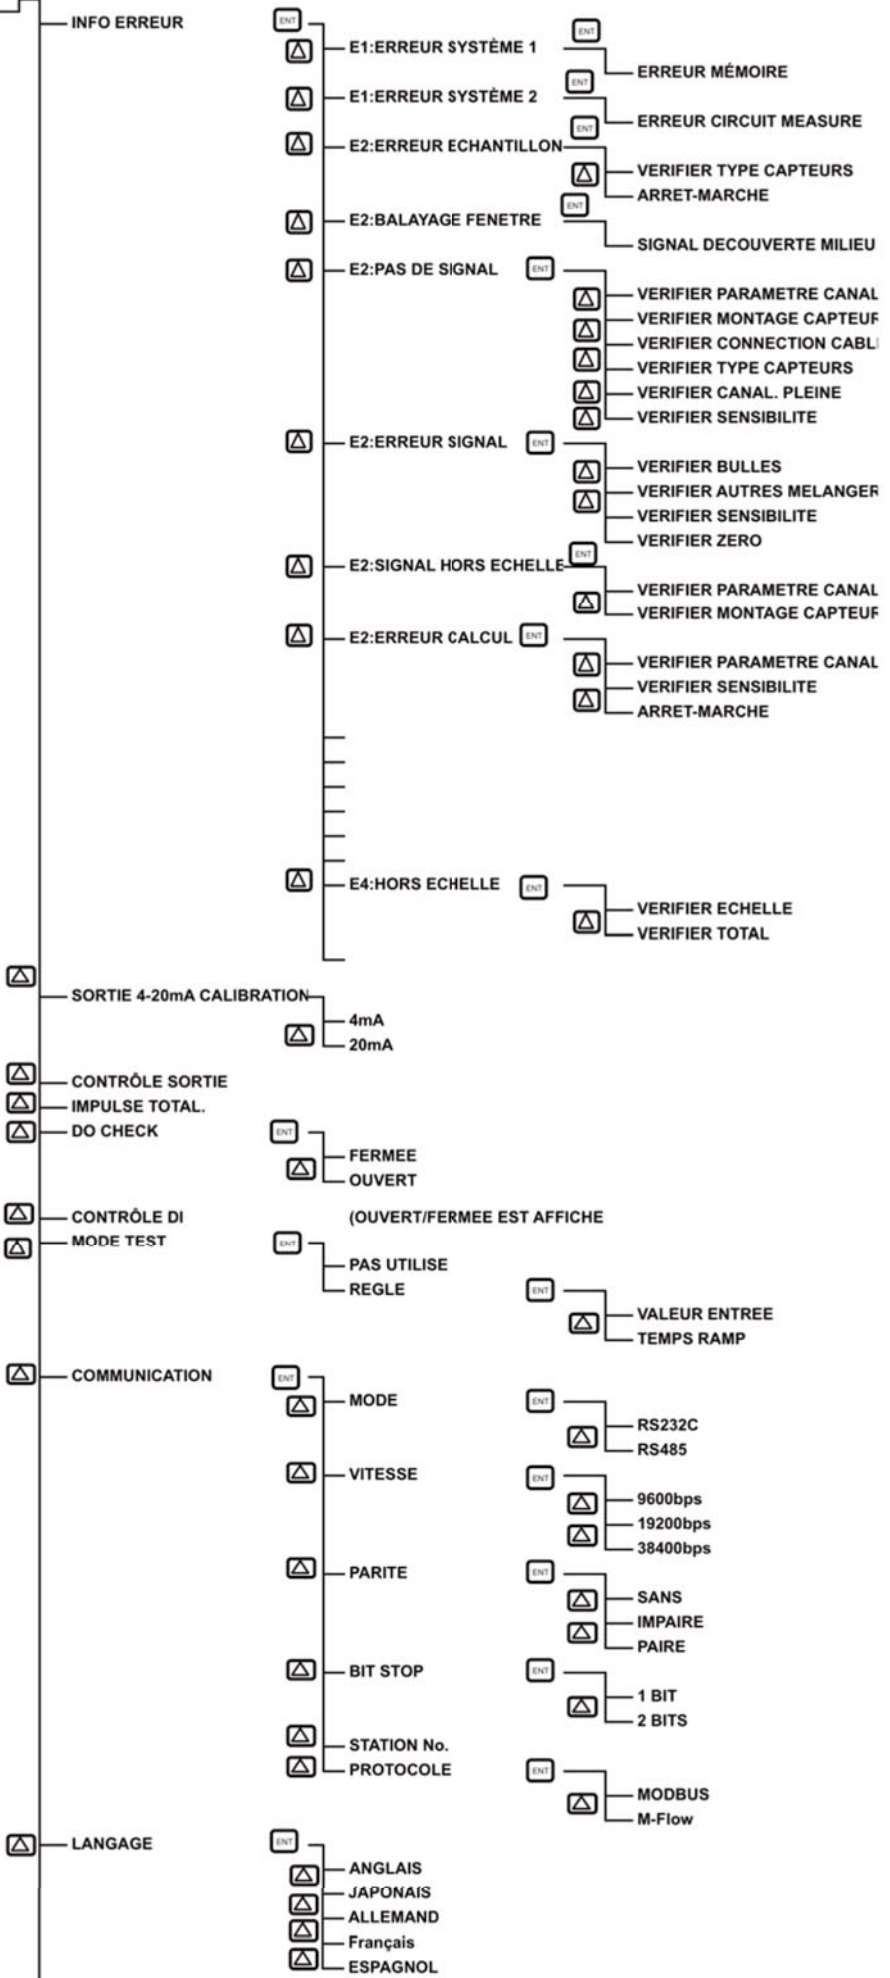 INFO ERREUR ENT
E1:ERREUR SYSTÈME 1 ENT
ERREUR MÉMOIRE
E1:ERREUR SYSTÈME 2 ENT
ERREUR CIRCUIT MEASURE
E2:ERREUR ECHANTILLON ENT
VERIFIER TYPE CAPTEURS
ARRET-MARCHE
E2:BALAYAGE FENETRE ENT
SIGNAL DECOUVERTE MILIEU
E2:PAS DE SIGNAL ENT
VERIFIER PARAMETRE CANAL
VERIFIER MONTAGE CAPTEUR
VERIFIER CONNECTION CABL
VERIFIER TYPE CAPTEURS
VERIFIER CANAL. PLEINE
VERIFIER SENSIBILITE
E2:ERREUR SIGNAL ENT
VERIFIER BULLES
VERIFIER AUTRES MELANGER
VERIFIER SENSIBILITE
VERIFIER ZERO
E2:SIGNAL HORS ECHELLE ENT
VERIFIER PARAMETRE CANAL
VERIFIER MONTAGE CAPTEUR
E2:ERREUR CALCUL ENT
VERIFIER PARAMETRE CANAL
VERIFIER SENSIBILITE
ARRET-MARCHE
E4:HORS ECHELLE ENT
VERIFIER ECHELLE
VERIFIER TOTAL
SORTIE 4-20mA CALIBRATION
4mA
20mA
CONTRÔLE SORTIE
IMPULSE TOTAL.
DO CHECK ENT
FERMEE
OUVERT
CONTRÔLE DI (OUVERT/FERMEE EST AFFICHE
MODE TEST ENT
PAS UTILISE
REGLE ENT
VALEUR ENTREE
TEMPS RAMP
COMMUNICATION ENT
MODE ENT
RS232C
RS485
VITESSE ENT
9600bps
19200bps
38400bps
PARITE ENT
SANS
IMPAIRE
PAIRE
BIT STOP ENT
1 BIT
2 BITS
STATION No.
PROTOCOLE ENT
MODBUS
M-Flow
LANGAGE ENT
ANGLAIS
JAPONAIS
ALLEMAND
Français
ESPAGNOL